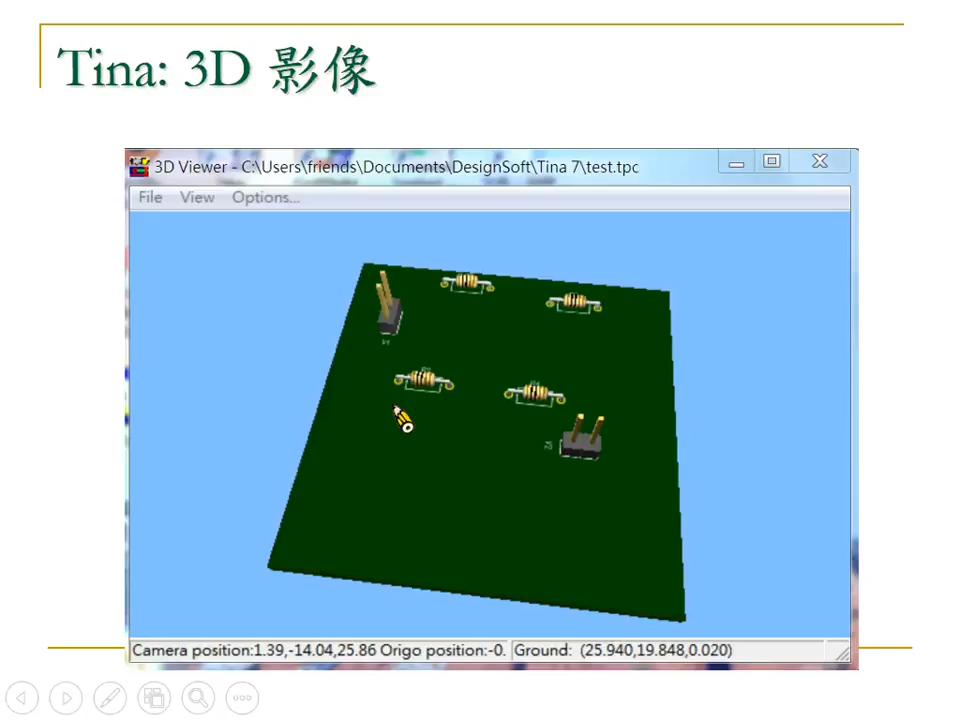 Tina: 3D 影像
3D Viewer - C:\Users\friends\Documents\DesignSoft\Tina 7\test.tpc
File View Options...
Camera position:1.39,-14.04,25.86 Origo position:-0. Ground: (25.940,19.848,0.020)